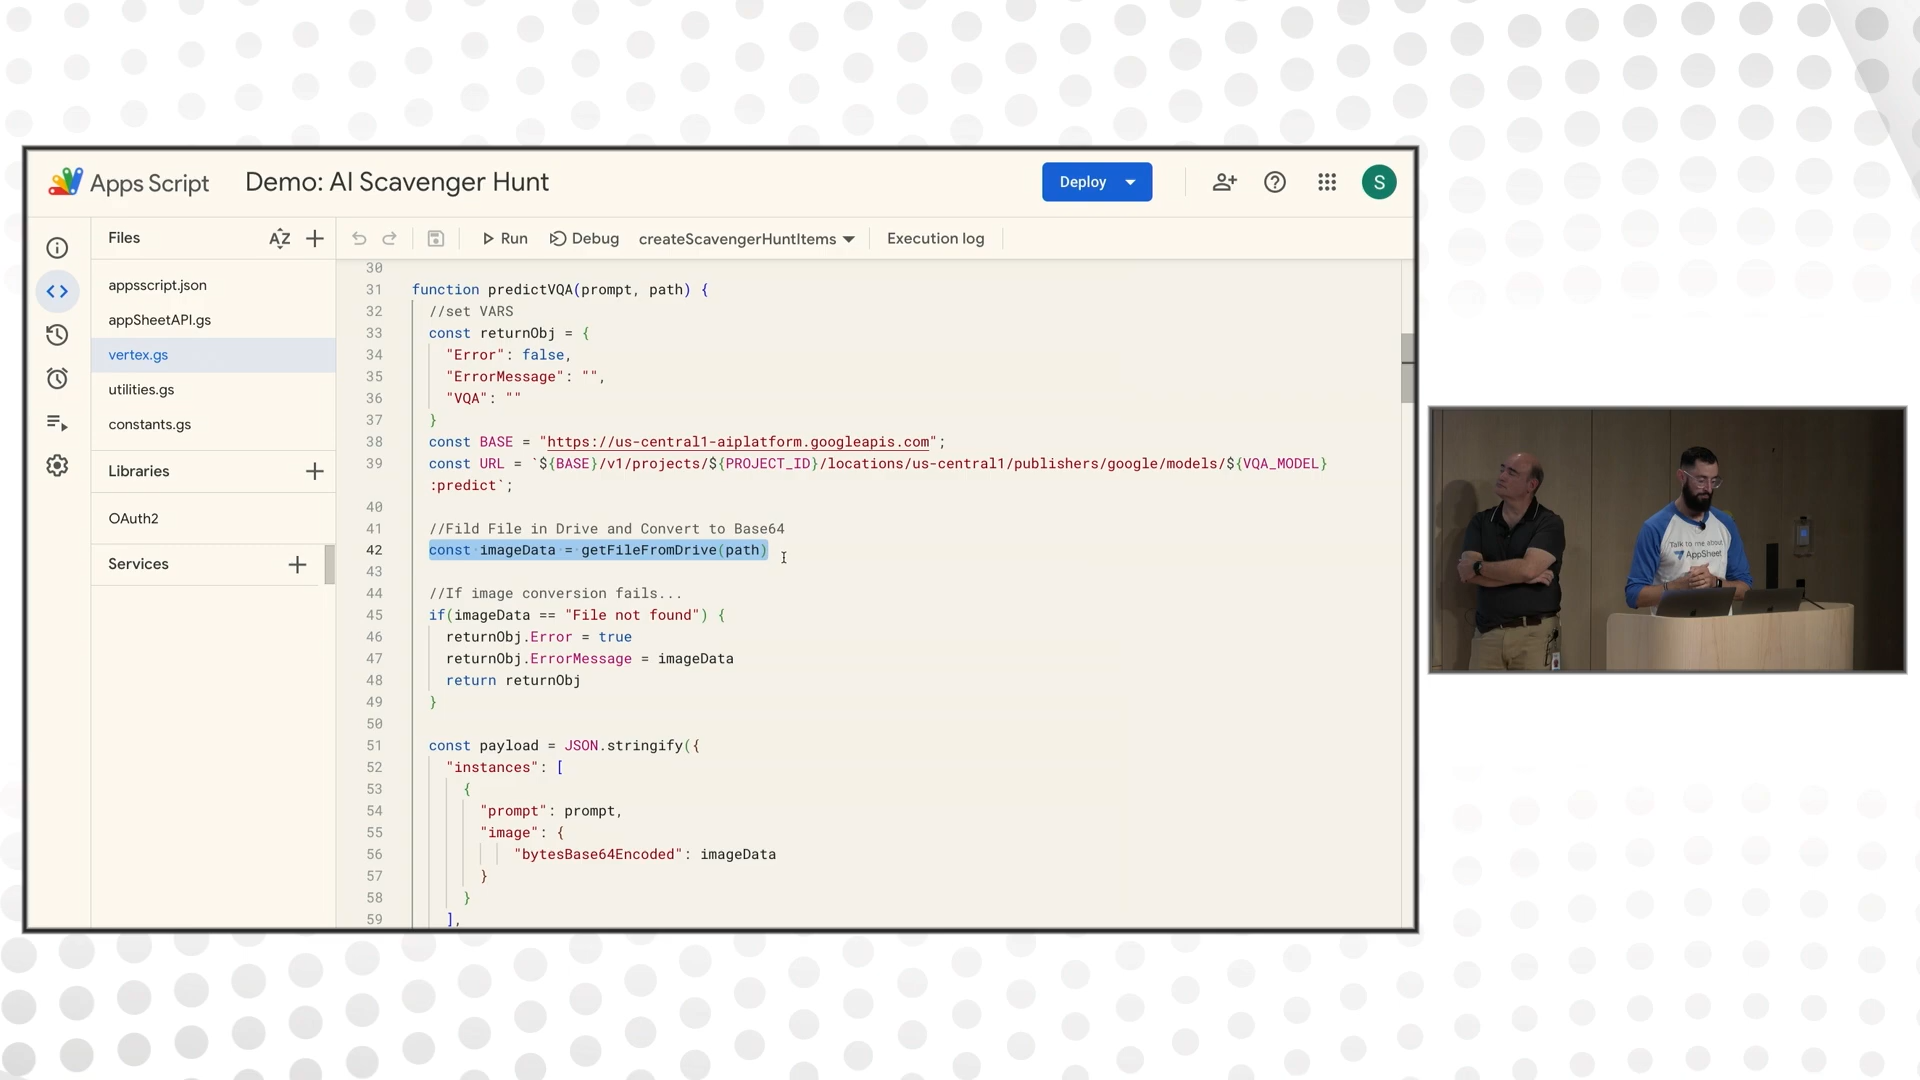 Apps Script
Demo: AI Scavenger Hunt
Deploy
S
Files
AZ
Run
Debug
createScavengerHuntItems
Execution log
appsscript.json
appSheetAPI.gs
vertex.gs
utilities.gs
constants.gs
Libraries
OAuth2
Services
30
31 function predictVQA(prompt, path) {
32 //set VARS
33 const returnObj = {
34 "Error": false,
35 "ErrorMessage": "",
36 "VQA": ""
37 }
38 const BASE = "https://us-central1-aiplatform.googleapis.com";
39 const URL = `${BASE}/v1/projects/${PROJECT_ID}/locations/us-central1/publishers/google/models/${VQA_MODEL}
:predict`;
40
41 //Fild File in Drive and Convert to Base64
42 const imageData = getFileFromDrive(path)
43
44 //If image conversion fails...
45 if(imageData == "File not found") {
46 returnObj.Error = true
47 returnObj.ErrorMessage = imageData
48 return returnObj
49 }
50
51 const payload = JSON.stringify({
52 "instances": [
53 {
54 "prompt": prompt,
55 "image": {
56 "bytesBase64Encoded": imageData
57 }
58 }
59 ],
Talk to me about
AppSheet